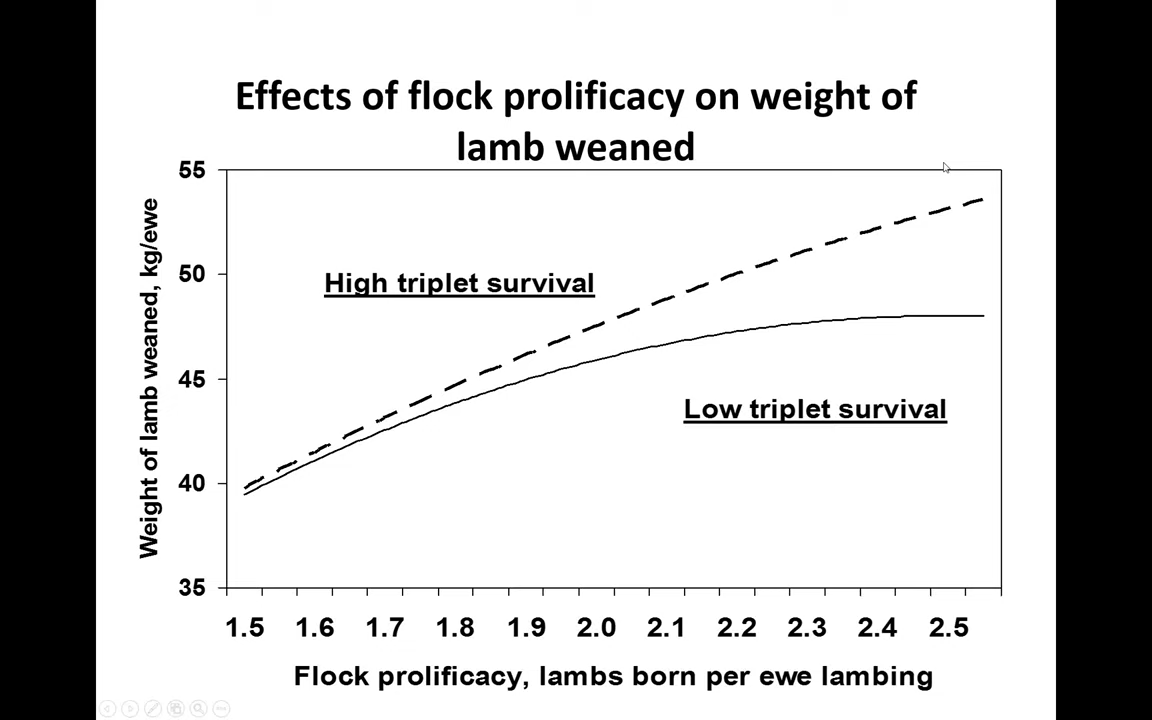 Effects of flock prolificacy on weight of
lamb weaned
55
50
45
40
35
Weight of lamb weaned, kg/ewe
High triplet survival
Low triplet survival
1.5 1.6 1.7 1.8 1.9 2.0 2.1 2.2 2.3 2.4 2.5
Flock prolificacy, lambs born per ewe lambing